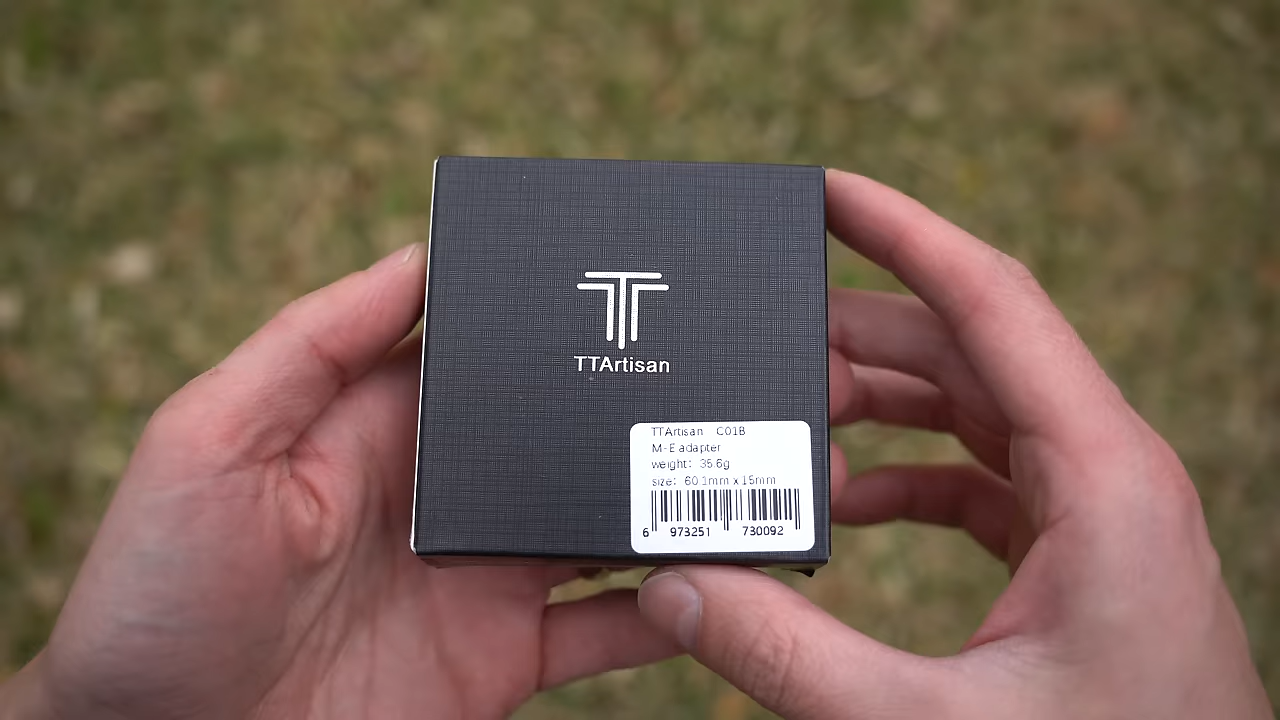 TTArtisan
TTArtisan C01B
M-E adapter
weight: 35.6g
size: 60.1mm x 15mm
6 973251 730092